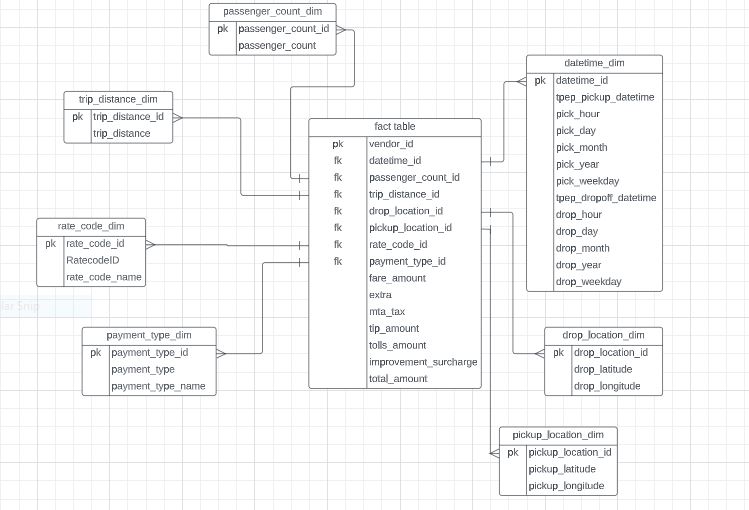 passenger_count_dim
pk passenger_count_id
passenger_count
trip_distance_dim
pk trip_distance_id
trip_distance
rate_code_dim
pk rate_code_id
RatecodeID
rate_code_name
payment_type_dim
pk payment_type_id
payment_type
payment_type_name
fact table
pk vendor_id
fk datetime_id
fk passenger_count_id
fk trip_distance_id
fk drop_location_id
fk pickup_location_id
fk rate_code_id
fk payment_type_id
fare_amount
extra
mta_tax
tip_amount
tolls_amount
improvement_surcharge
total_amount
datetime_dim
pk datetime_id
tpep_pickup_datetime
pick_hour
pick_day
pick_month
pick_year
pick_weekday
tpep_dropoff_datetime
drop_hour
drop_day
drop_month
drop_year
drop_weekday
drop_location_dim
pk drop_location_id
drop_latitude
drop_longitude
pickup_location_dim
pk pickup_location_id
pickup_latitude
pickup_longitude